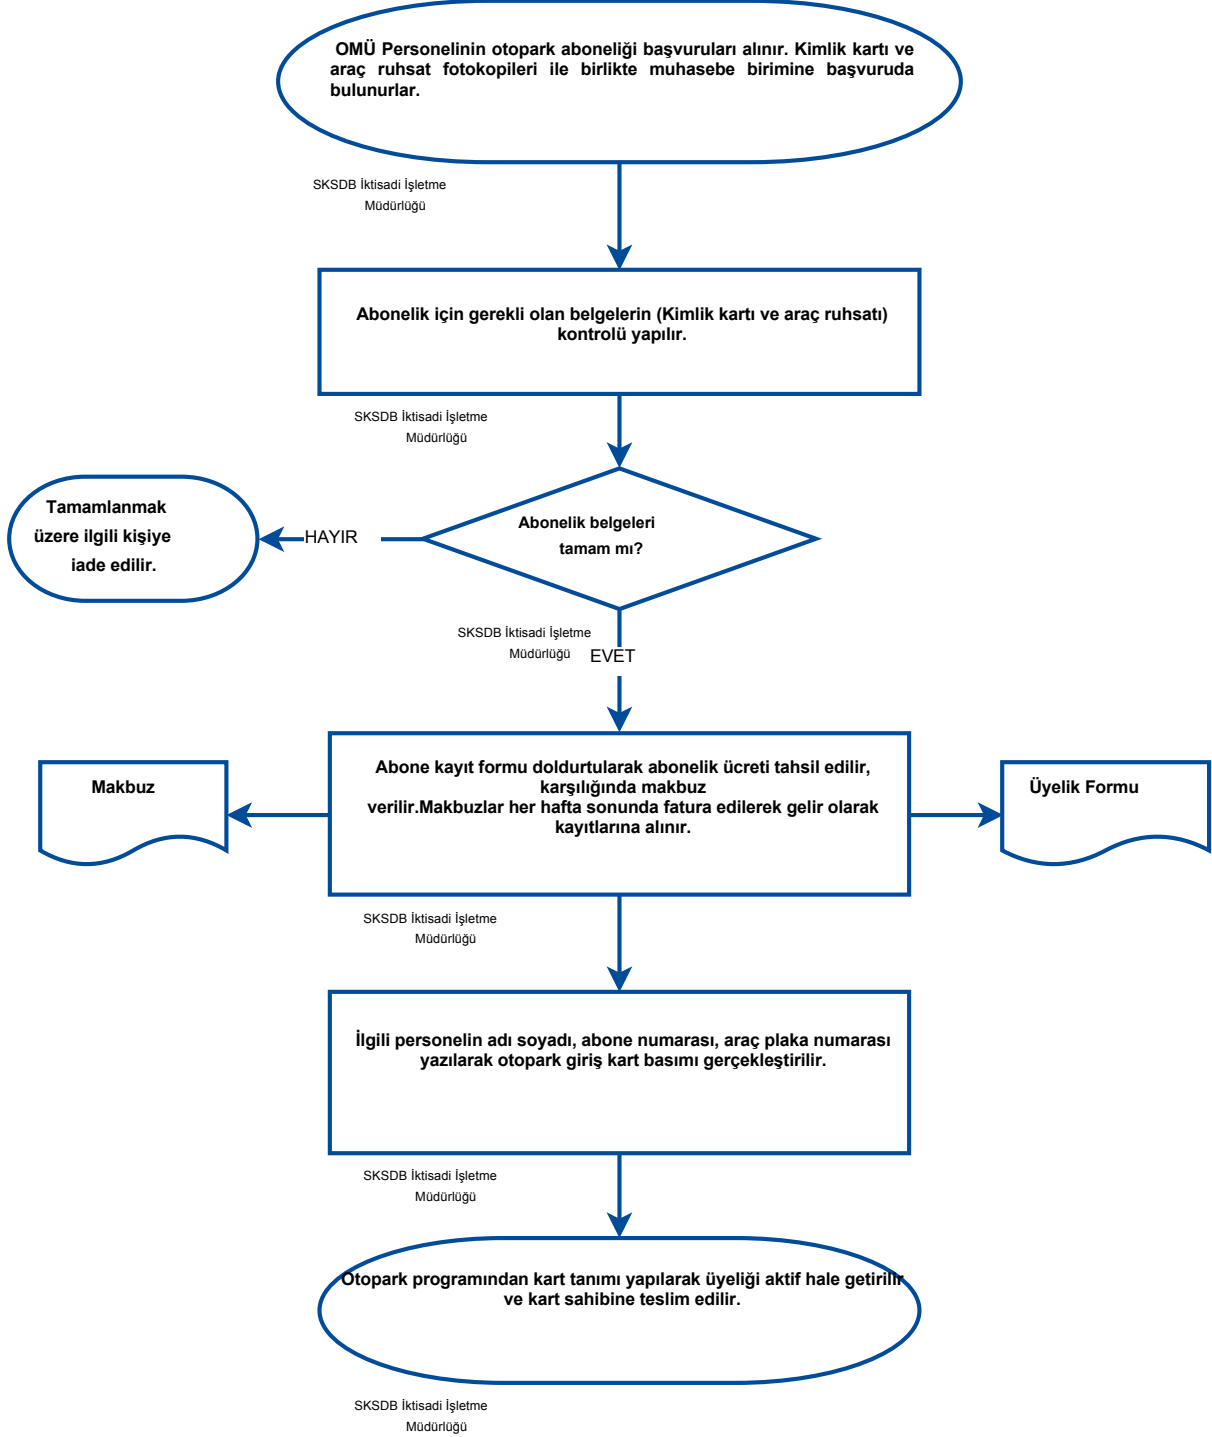 OMÜ Personelinin otopark aboneliği başvuruları alınır. Kimlik kartı ve
araç ruhsat fotokopileri ile birlikte muhasebe birimine başvuruda
bulunurlar.
SKSDB İktisadi İşletme
Müdürlüğü
Abonelik için gerekli olan belgelerin (Kimlik kartı ve araç ruhsatı)
kontrolü yapılır.
SKSDB İktisadi İşletme
Müdürlüğü
Abonelik belgeleri
tamam mı?
HAYIR
Tamamlanmak
üzere ilgili kişiye
iade edilir.
SKSDB İktisadi İşletme
Müdürlüğü
EVET
Abone kayıt formu doldurtularak abonelik ücreti tahsil edilir,
karşılığında makbuz
verilir.Makbuzlar her hafta sonunda fatura edilerek gelir olarak
kayıtlarına alınır.
Makbuz
Üyelik Formu
SKSDB İktisadi İşletme
Müdürlüğü
İlgili personelin adı soyadı, abone numarası, araç plaka numarası
yazılarak otopark giriş kart basımı gerçekleştirilir.
SKSDB İktisadi İşletme
Müdürlüğü
Otopark programından kart tanımı yapılarak üyeliği aktif hale getirilir
ve kart sahibine teslim edilir.
SKSDB İktisadi İşletme
Müdürlüğü